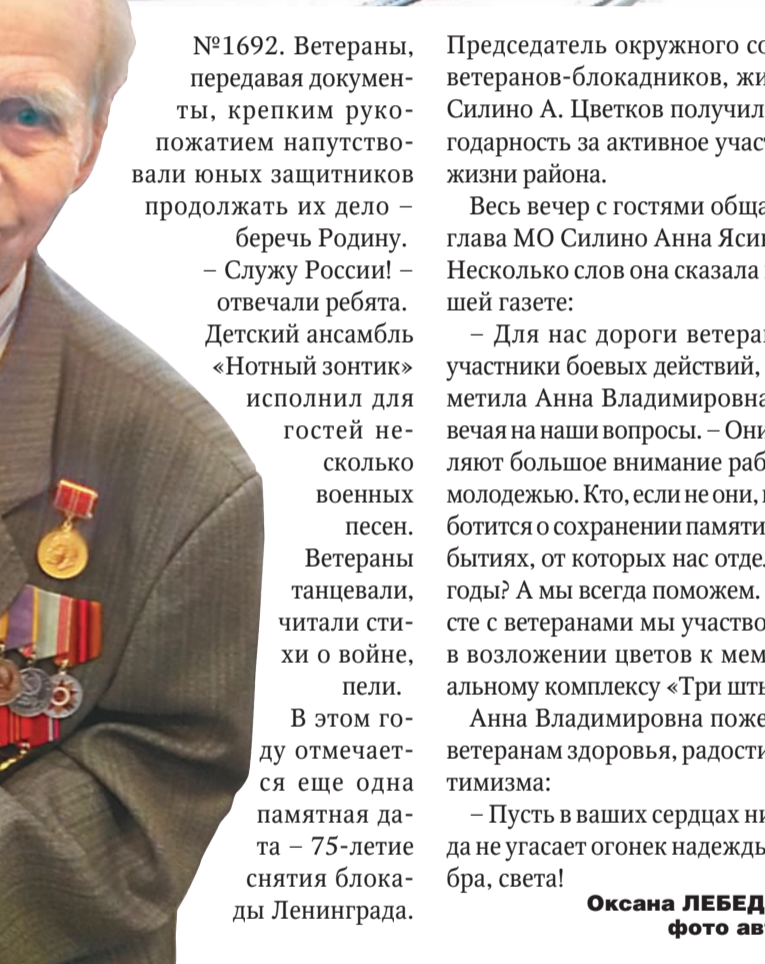 №1692. Ветераны,
передавая докумен-
ты, крепким руко-
пожатием напутство-
вали юных защитников
продолжать их дело –
беречь Родину.
– Служу России! –
отвечали ребята.
Детский ансамбль
«Нотный зонтик»
исполнил для
гостей не-
сколько
военных
песен.
Ветераны
танцевали,
читали сти-
хи о войне,
пели.
В этом го-
ду отмечает-
ся еще одна
памятная да-
та – 75-летие
снятия блока-
ды Ленинграда.
Председатель окружного со
ветеранов-блокадников, жи
Силино А. Цветков получил
годарность за активное учас
жизни района.
Весь вечер с гостями обща
глава МО Силино Анна Ясин
Несколько слов она сказала
шей газете:
– Для нас дороги ветера
участники боевых действий,
метила Анна Владимировна
вечая на наши вопросы. – Они
ляют большое внимание раб
молодежью. Кто, если не они,
ботится о сохранении памяти
бытиях, от которых нас отде
годы? А мы всегда поможем.
сте с ветеранами мы участво
в возложении цветов к мем
альному комплексу «Три шты
Анна Владимировна поже
ветеранам здоровья, радости
тимизма:
– Пусть в ваших сердцах ни
да не угасает огонек надежды
бра, света!
Оксана ЛЕБЕД
фото ав